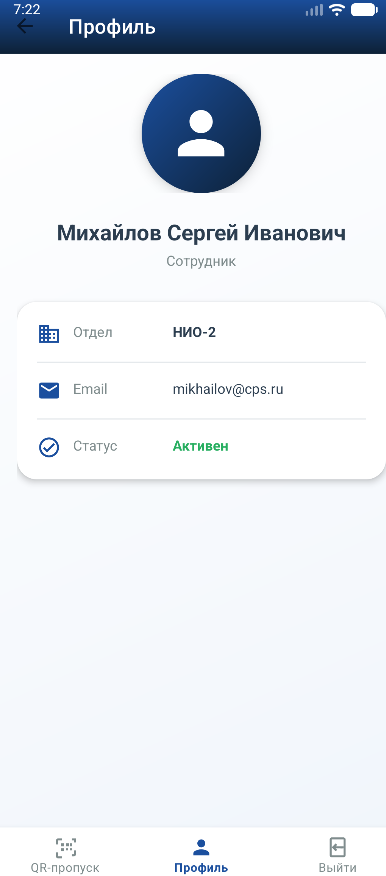 7:22
Профиль
Михайлов Сергей Иванович
Сотрудник
Отдел НИО-2
Email mikhailov@cps.ru
Статус Активен
QR-пропуск Профиль Выйти